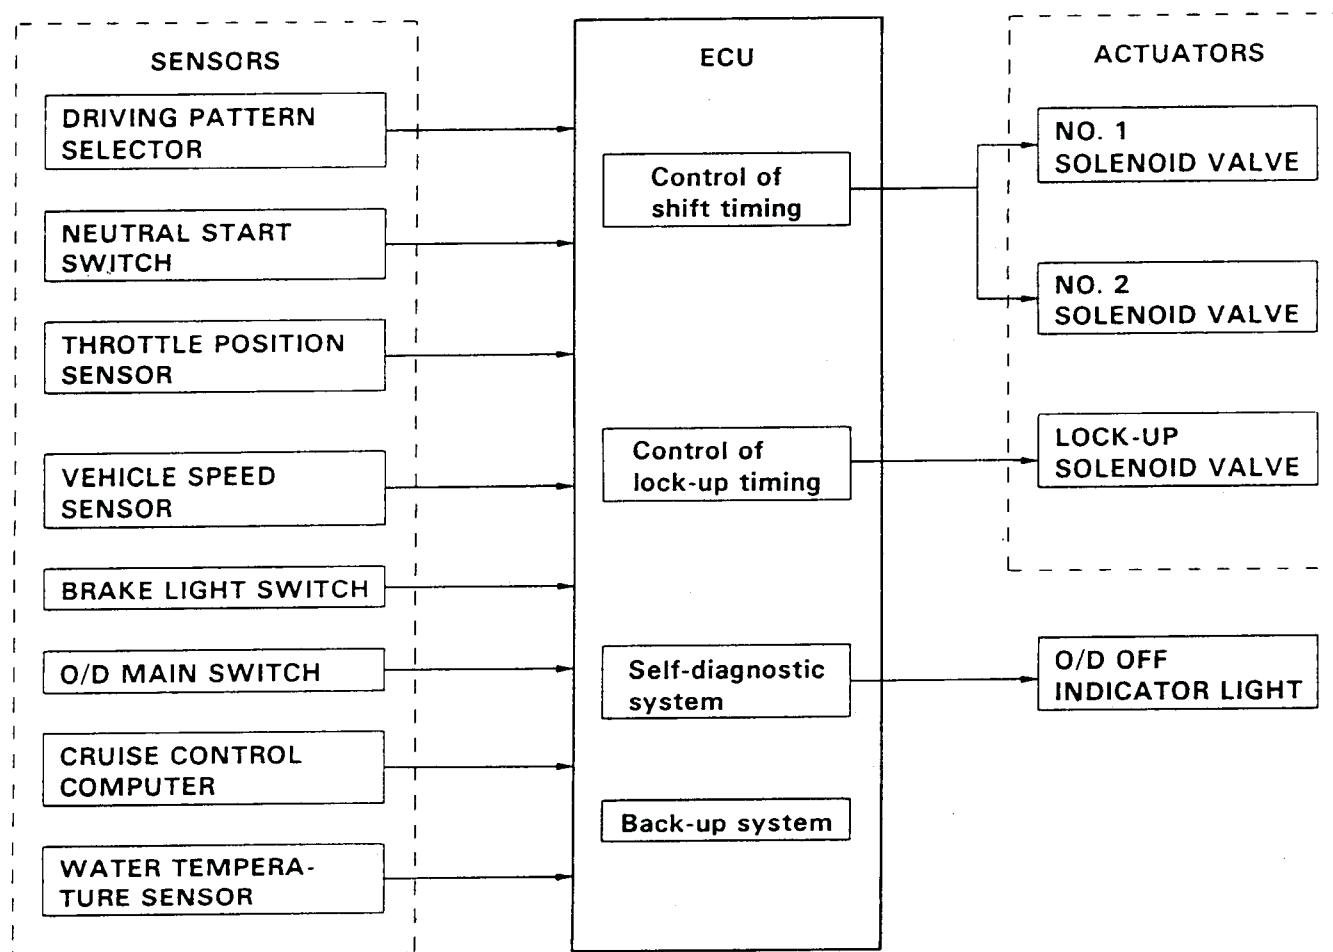 SENSORS
DRIVING PATTERN
SELECTOR
NEUTRAL START
SWITCH
THROTTLE POSITION
SENSOR
VEHICLE SPEED
SENSOR
BRAKE LIGHT SWITCH
O/D MAIN SWITCH
CRUISE CONTROL
COMPUTER
WATER TEMPERA-
TURE SENSOR
ECU
Control of
shift timing
Control of
lock-up timing
Self-diagnostic
system
Back-up system
ACTUATORS
NO. 1
SOLENOID VALVE
NO. 2
SOLENOID VALVE
LOCK-UP
SOLENOID VALVE
O/D OFF
INDICATOR LIGHT